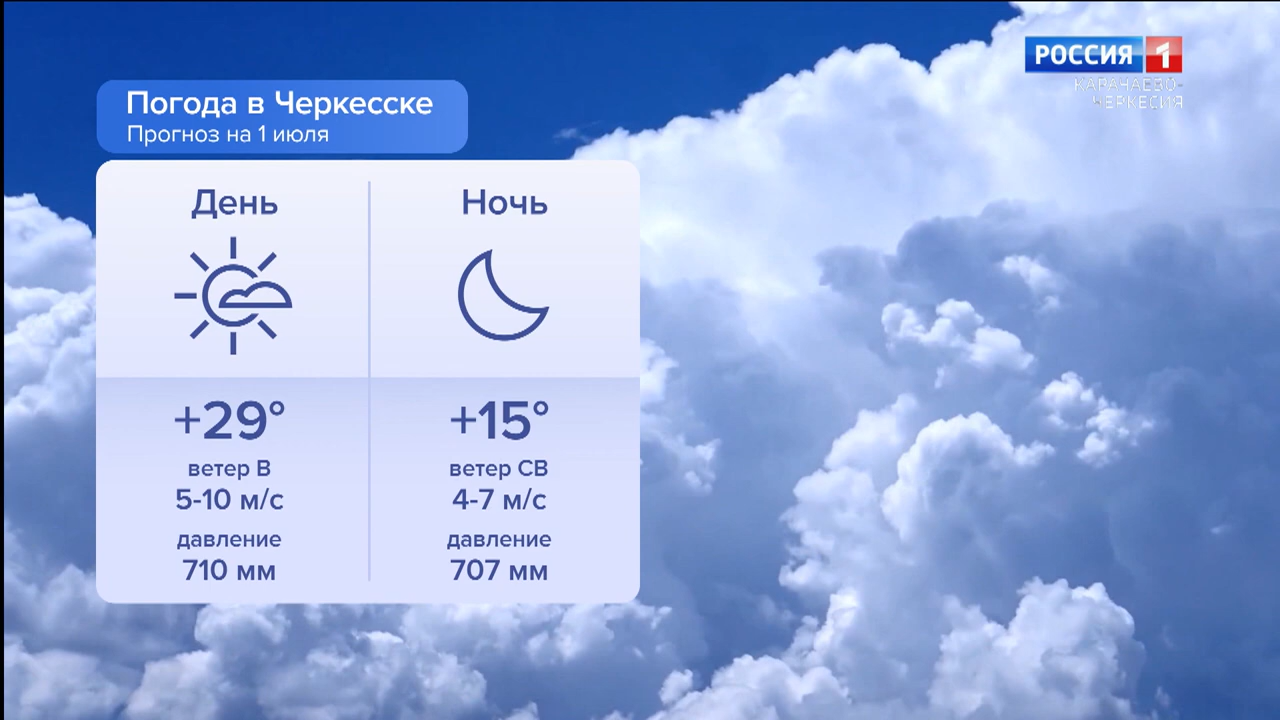 Погода в Черкесске
Прогноз на 1 июля
РОССИЯ 1
КАРАЧАЕВО-
ЧЕРКЕСИЯ
День
Ночь
+29°
ветер В
5-10 м/с
давление
710 мм
+15°
ветер СВ
4-7 м/с
давление
707 мм